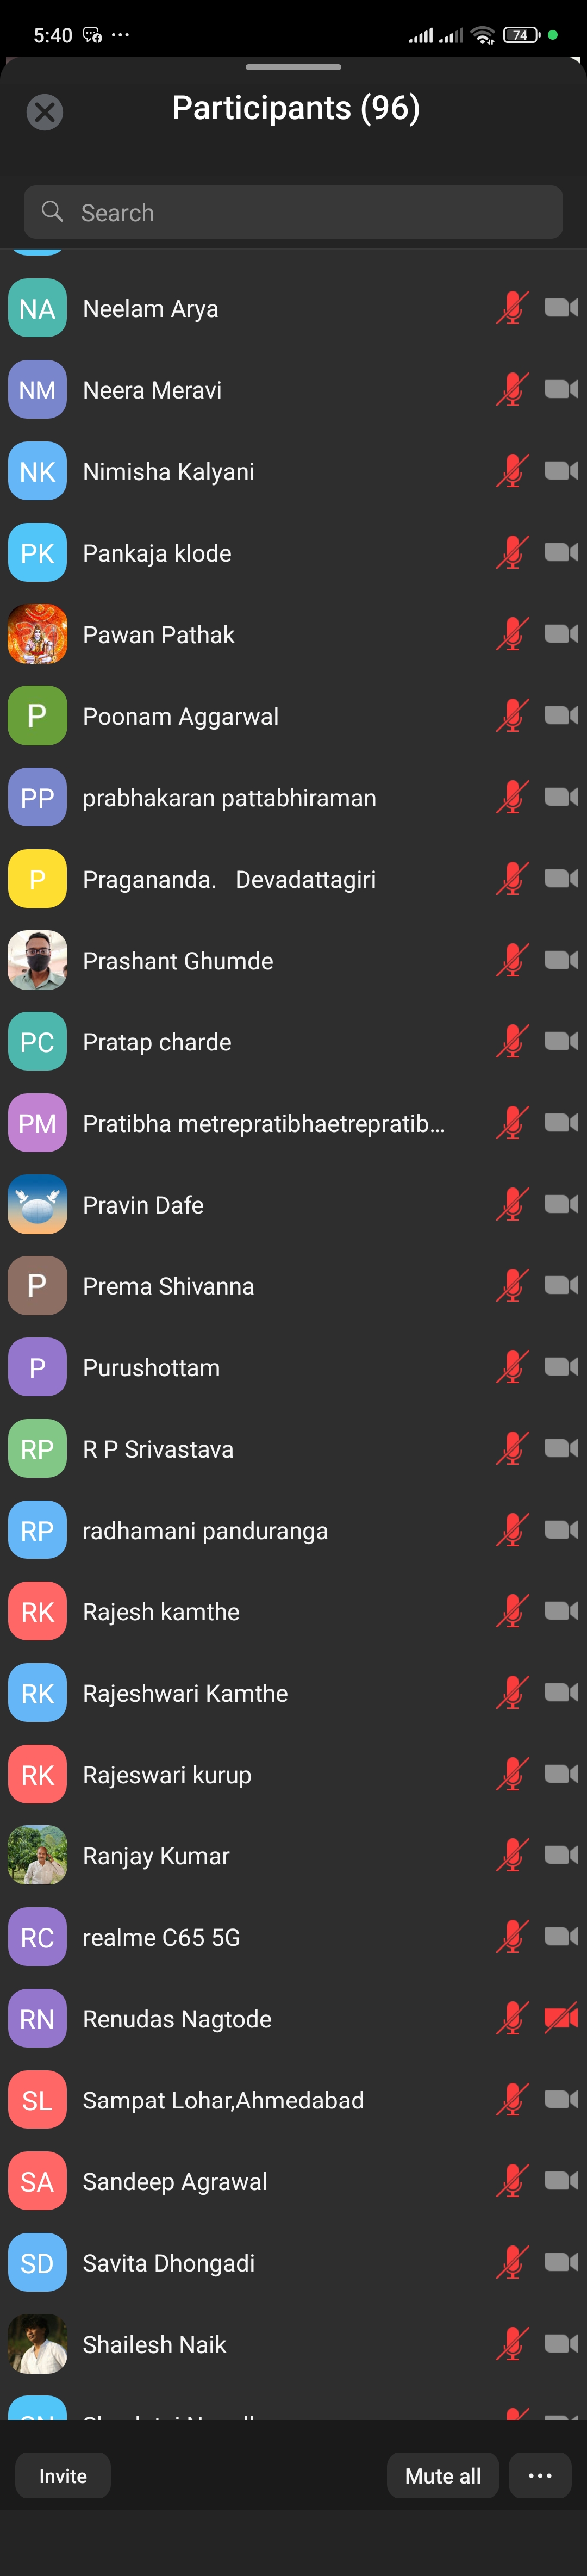 5:40
74
Participants (96)
Search
NA Neelam Arya
NM Neera Meravi
NK Nimisha Kalyani
PK Pankaja klode
Pawan Pathak
P Poonam Aggarwal
PP prabhakaran pattabhiraman
P Pragananda.   Devadattagiri
Prashant Ghumde
PC Pratap charde
PM Pratibha metrepratibhaetrepratib...
Pravin Dafe
P Prema Shivanna
P Purushottam
RP R P Srivastava
RP radhamani panduranga
RK Rajesh kamthe
RK Rajeshwari Kamthe
RK Rajeswari kurup
Ranjay Kumar
RC realme C65 5G
RN Renudas Nagtode
SL Sampat Lohar,Ahmedabad
SA Sandeep Agrawal
SD Savita Dhongadi
Shailesh Naik
Invite
Mute all